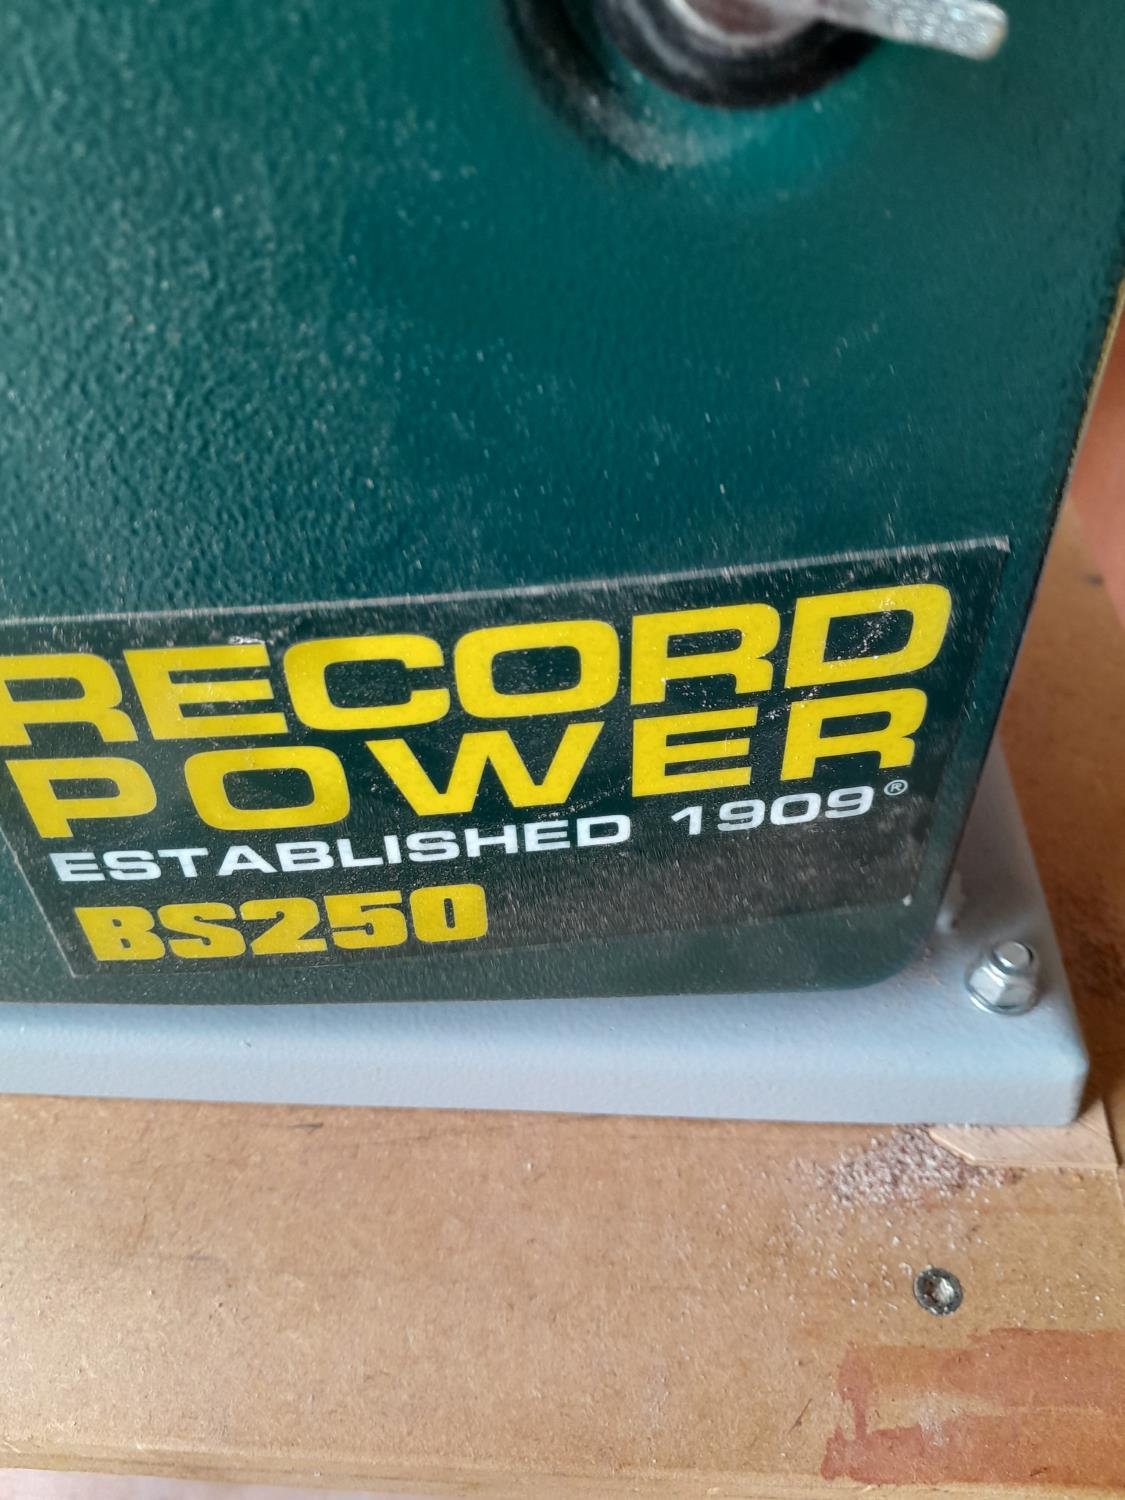 RECORD
POWER
ESTABLISHED 1909®
BS250